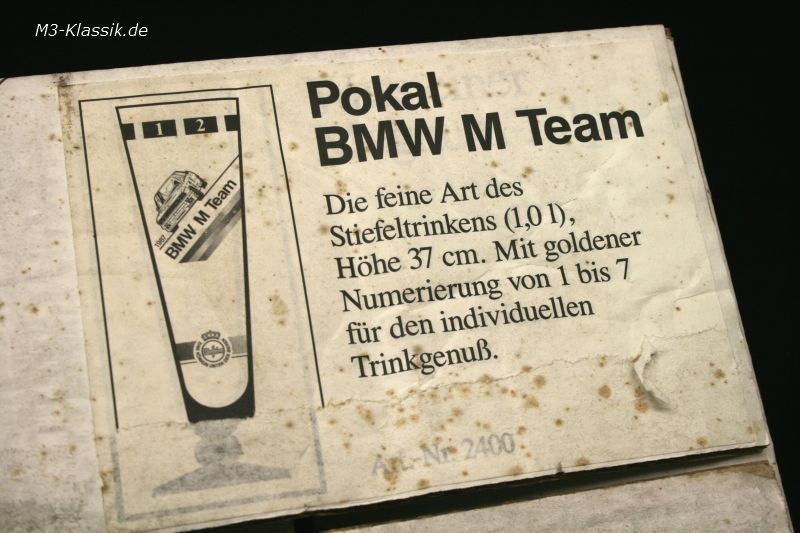 M3-Klassik.de
Pokal
BMW M Team
Die feine Art des
Stiefeltrinkens (1,0 l),
Höhe 37 cm. Mit goldener
Numerierung von 1 bis 7
für den individuellen
Trinkgenuß.
Art.-Nr. 2400
1 2
1987
BMW M Team